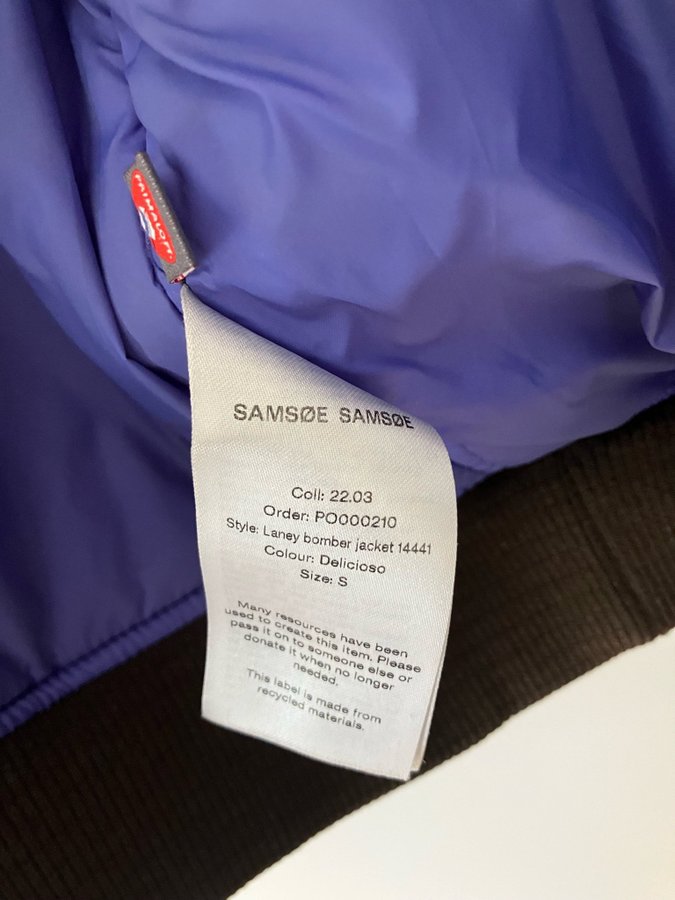 PRIMALOFT
SAMSØE SAMSØE
Coll: 22.03
Order: PO000210
Style: Laney bomber jacket 14441
Colour: Delicioso
Size: S
Many resources have been
used to create this item. Please
pass it on to someone else or
donate it when no longer
needed.
This label is made from
recycled materials.